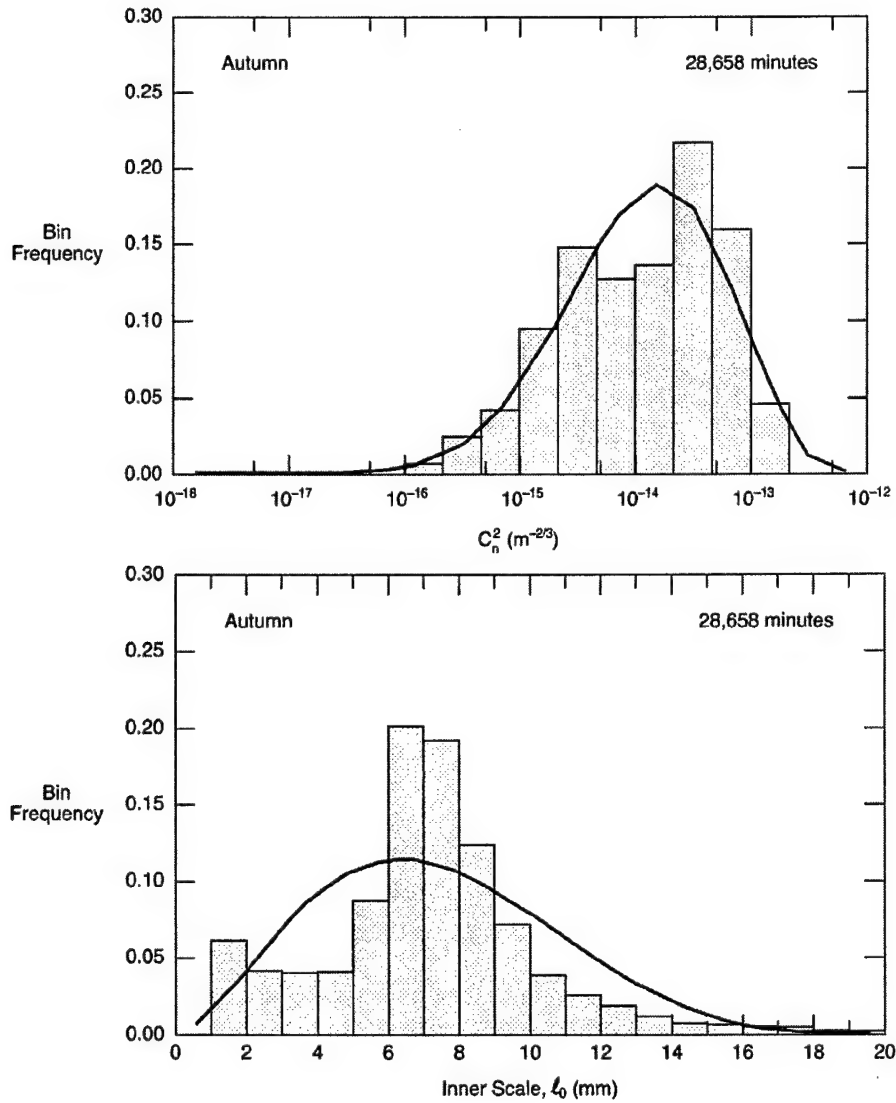 0.30
Autumn 28,658 minutes
0.25
0.20
Bin
Frequency
0.15
0.10
0.05
0.00
10⁻¹⁸ 10⁻¹⁷ 10⁻¹⁶ 10⁻¹⁵ 10⁻¹⁴ 10⁻¹³ 10⁻¹²
Cₙ² (m⁻²ᐟ³)
0.30
Autumn 28,658 minutes
0.25
0.20
Bin
Frequency
0.15
0.10
0.05
0.00
0 2 4 6 8 10 12 14 16 18 20
Inner Scale, ℓ₀ (mm)